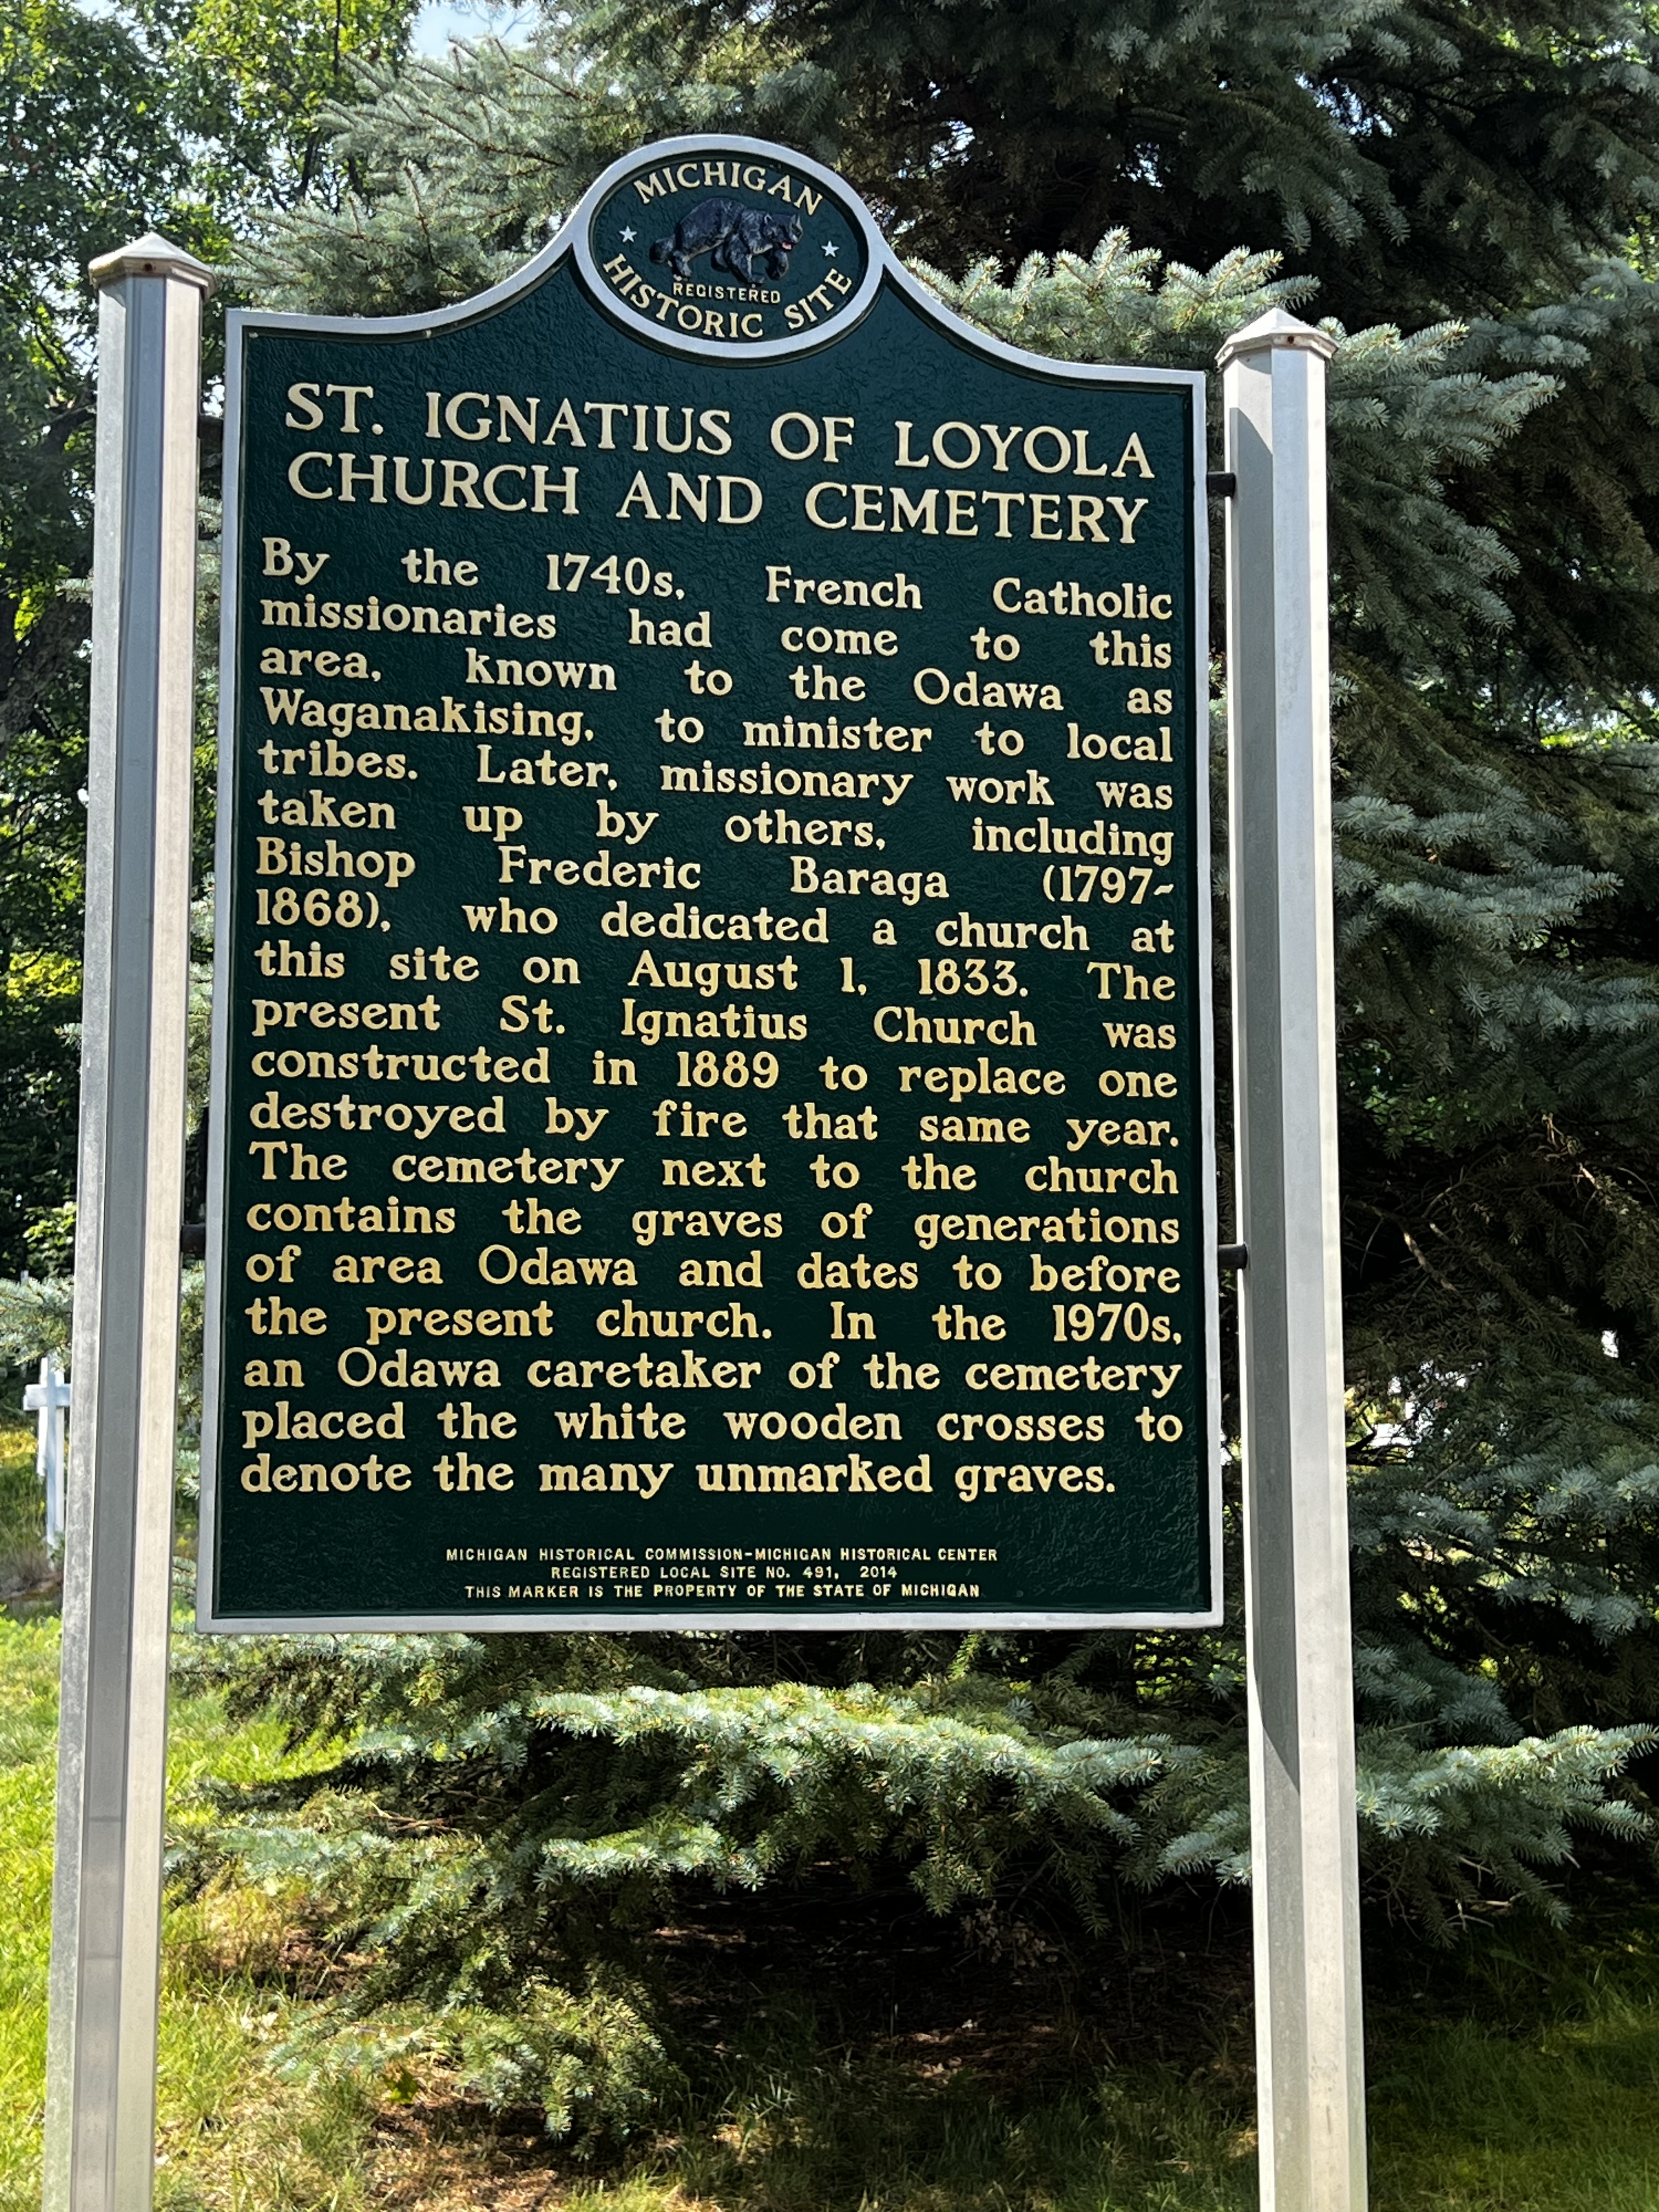 MICHIGAN
REGISTERED
HISTORIC SITE
ST. IGNATIUS OF LOYOLA
CHURCH AND CEMETERY
By the 1740s, French Catholic
missionaries had come to this
area, known to the Odawa as
Waganakising, to minister to local
tribes. Later, missionary work was
taken up by others, including
Bishop Frederic Baraga (1797-
1868), who dedicated a church at
this site on August 1, 1833. The
present St. Ignatius Church was
constructed in 1889 to replace one
destroyed by fire that same year.
The cemetery next to the church
contains the graves of generations
of area Odawa and dates to before
the present church. In the 1970s,
an Odawa caretaker of the cemetery
placed the white wooden crosses to
denote the many unmarked graves.
MICHIGAN HISTORICAL COMMISSION-MICHIGAN HISTORICAL CENTER
REGISTERED LOCAL SITE NO. 491, 2014
THIS MARKER IS THE PROPERTY OF THE STATE OF MICHIGAN